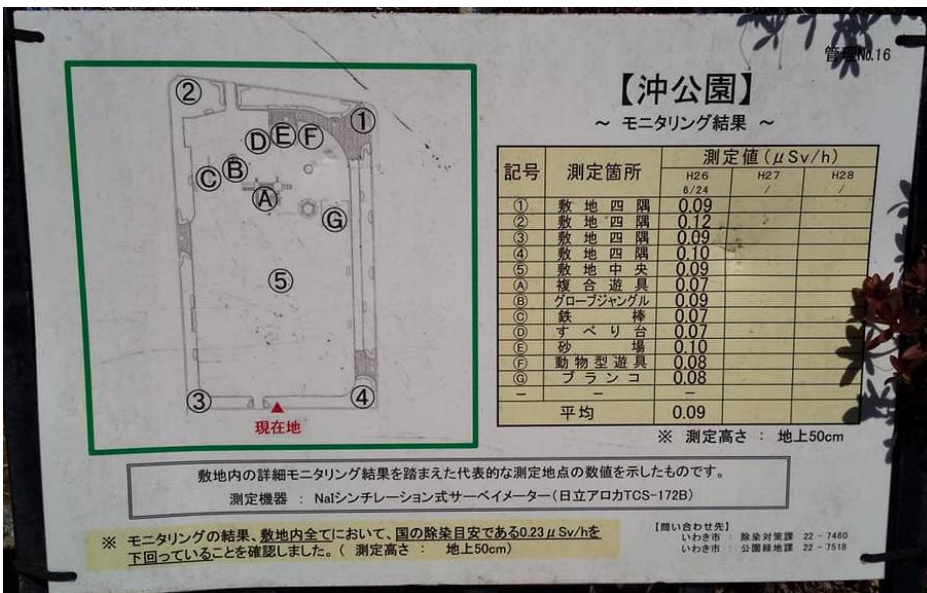 管理No.16
【沖公園】
～ モニタリング結果 ～
②
①
D E F
B
C
A
G
⑤
③
④
現在地
記号 測定箇所 測定値(μSv/h)
H26 H27 H28
6/24 / /
① 敷地四隅 0.09
② 敷地四隅 0.12
③ 敷地四隅 0.09
④ 敷地四隅 0.10
⑤ 敷地中央 0.09
Ⓐ 複合遊具 0.07
Ⓑ グローブジャングル 0.09
Ⓒ 鉄棒 0.07
Ⓓ すべり台 0.07
Ⓔ 砂場 0.10
Ⓕ 動物型遊具 0.08
Ⓖ ブランコ 0.08
－ － －
平均 0.09
※ 測定高さ : 地上50cm
敷地内の詳細モニタリング結果を踏まえた代表的な測定地点の数値を示したものです。
測定機器 : NaIシンチレーション式サーベイメーター(日立アロカTCS-172B)
※ モニタリングの結果、敷地内全てにおいて、国の除染目安である0.23μSv/hを
下回っていることを確認しました。( 測定高さ : 地上50cm)
【問い合わせ先】
いわき市 : 除染対策課 22-7460
いわき市 : 公園緑地課 22-7518